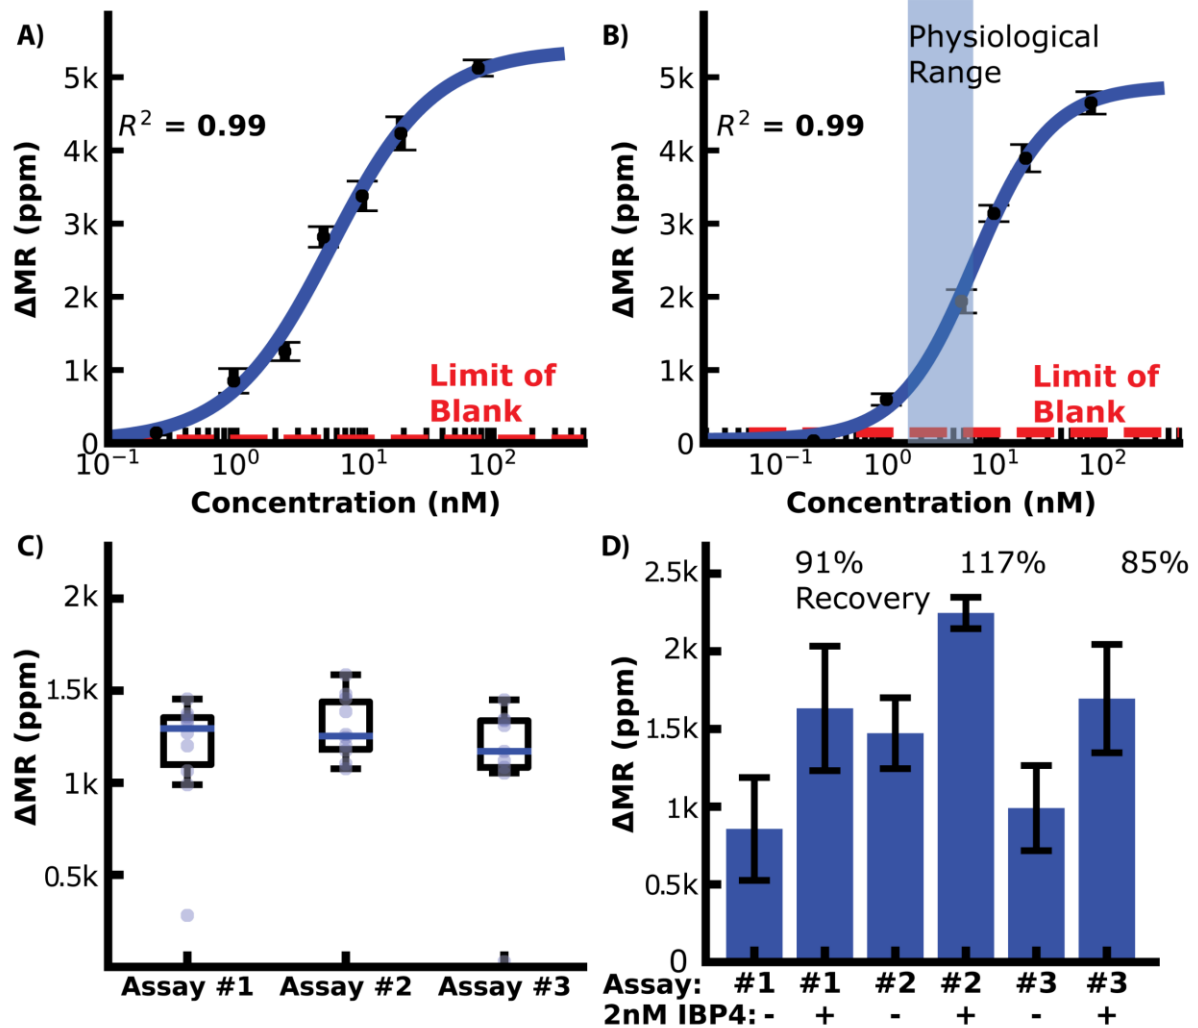 A)
5k
4k
3k
2k
1k
0
ΔMR (ppm)
R² = 0.99
Limit of
Blank
10⁻¹ 10⁰ 10¹ 10²
Concentration (nM)
B)
Physiological
Range
5k
4k
3k
2k
1k
0
ΔMR (ppm)
R² = 0.99
Limit of
Blank
10⁻¹ 10⁰ 10¹ 10²
Concentration (nM)
C)
2k
1.5k
1k
0.5k
ΔMR (ppm)
Assay #1 Assay #2 Assay #3
D)
91% 117% 85%
Recovery
2.5k
2k
1.5k
1k
0.5k
0
ΔMR (ppm)
Assay: #1 #1 #2 #2 #3 #3
2nM IBP4: - + - + - +